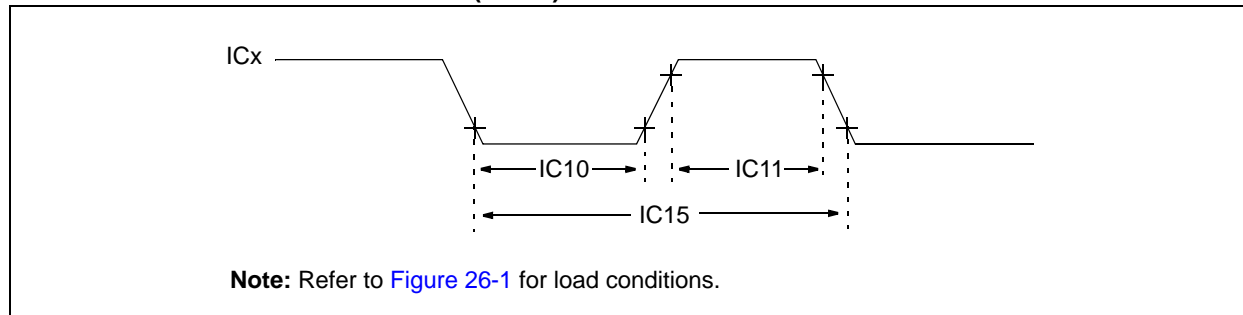 ICx
IC10
IC11
IC15
Note: Refer to Figure 26-1 for load conditions.